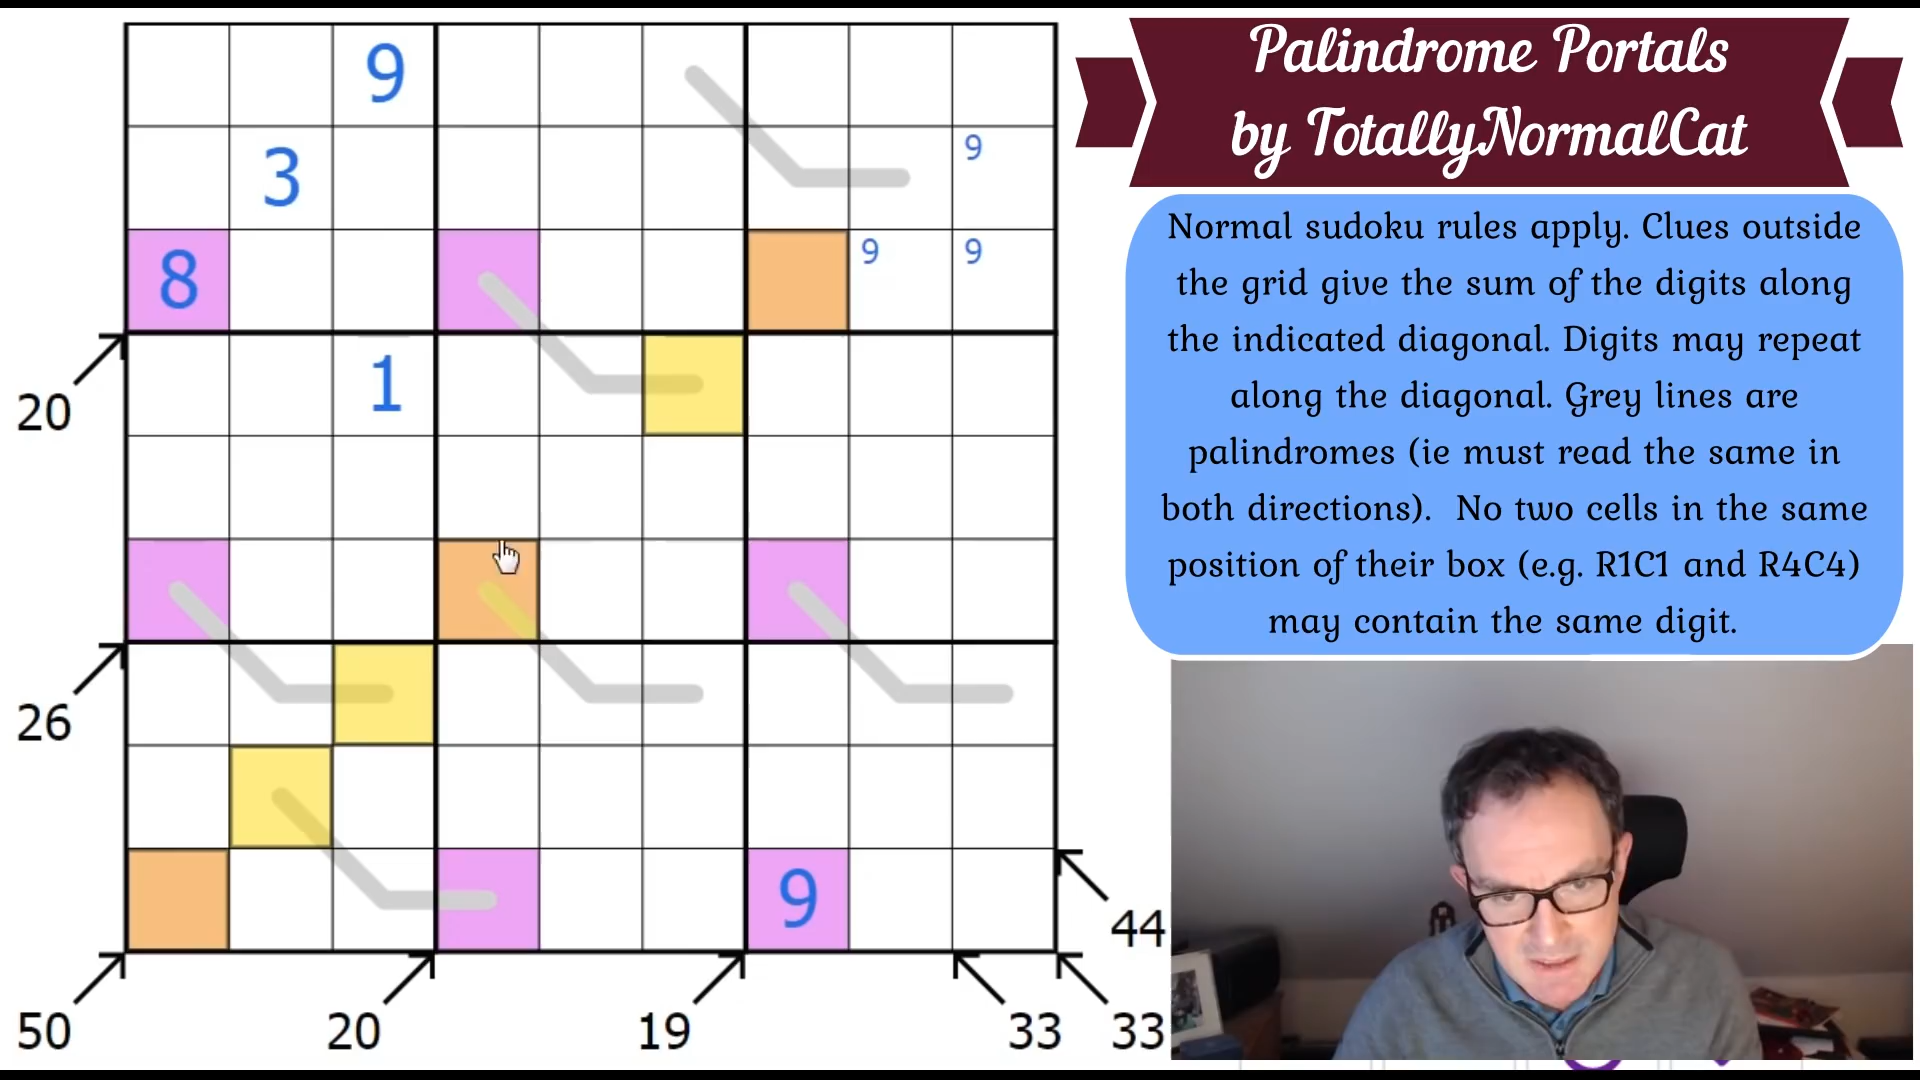 Palindrome Portals
by TotallyNormalCat
Normal sudoku rules apply. Clues outside
the grid give the sum of the digits along
the indicated diagonal. Digits may repeat
along the diagonal. Grey lines are
palindromes (ie must read the same in
both directions). No two cells in the same
position of their box (e.g. R1C1 and R4C4)
may contain the same digit.
9
3 9
8 9 9
20 1
26
9
44
50 20 19 33 33